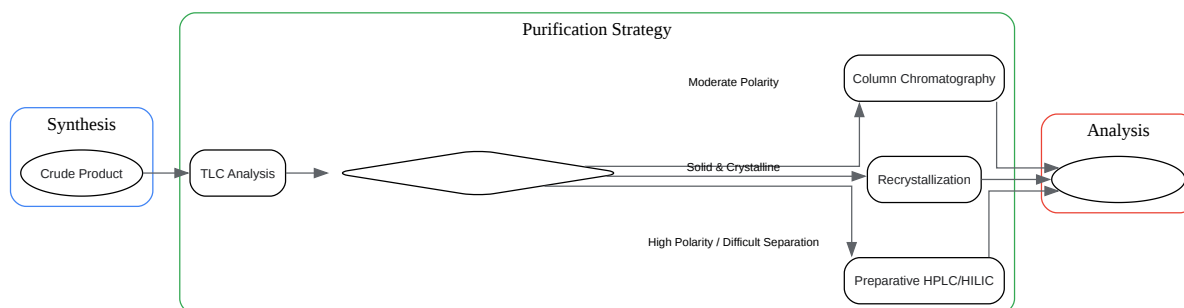 Purification Strategy
Synthesis
Crude Product
TLC Analysis
Moderate Polarity
Solid & Crystalline
High Polarity / Difficult Separation
Column Chromatography
Recrystallization
Preparative HPLC/HILIC
Analysis